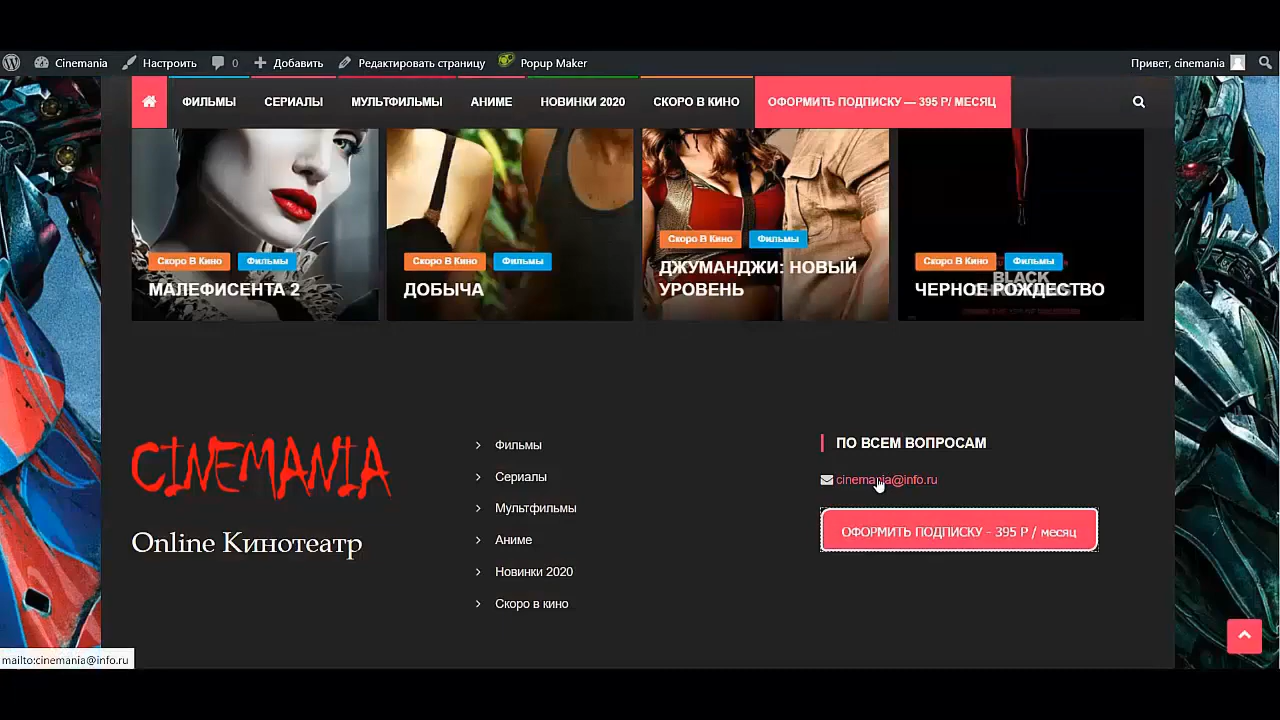 Cinemania
Настроить
0
Добавить
Редактировать страницу
Popup Maker
Привет, cinemania
ФИЛЬМЫ
СЕРИАЛЫ
МУЛЬТФИЛЬМЫ
АНИМЕ
НОВИНКИ 2020
СКОРО В КИНО
ОФОРМИТЬ ПОДПИСКУ — 395 Р/ МЕСЯЦ
Скоро В Кино
Фильмы
МАЛЕФИСЕНТА 2
Скоро В Кино
Фильмы
ДОБЫЧА
Скоро В Кино
Фильмы
ДЖУМАНДЖИ: НОВЫЙ
УРОВЕНЬ
Скоро В Кино
Фильмы
BLACK
ЧЕРНОЕ РОЖДЕСТВО
CINEMANIA
Online Кинотеатр
Фильмы
Сериалы
Мультфильмы
Аниме
Новинки 2020
Скоро в кино
ПО ВСЕМ ВОПРОСАМ
cinemania@info.ru
ОФОРМИТЬ ПОДПИСКУ - 395 Р / месяц
mailto:cinemania@info.ru